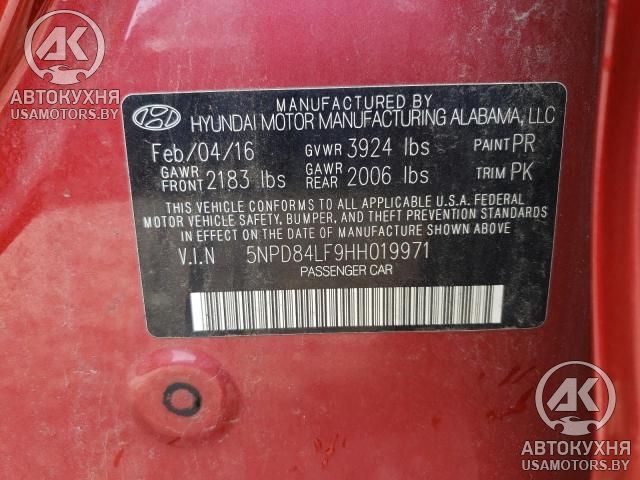 АВТОКУХНЯ
USAMOTORS.BY
MANUFACTURED BY
HYUNDAI MOTOR MANUFACTURING ALABAMA, LLC
Feb/04/16 GVWR 3924 lbs PAINT PR
GAWR FRONT 2183 lbs GAWR REAR 2006 lbs TRIM PK
THIS VEHICLE CONFORMS TO ALL APPLICABLE U.S.A. FEDERAL
MOTOR VEHICLE SAFETY, BUMPER, AND THEFT PREVENTION STANDARDS
IN EFFECT ON THE DATE OF MANUFACTURE SHOWN ABOVE.
V.I.N 5NPD84LF9HH019971
PASSENGER CAR
АВТОКУХНЯ
USAMOTORS.BY